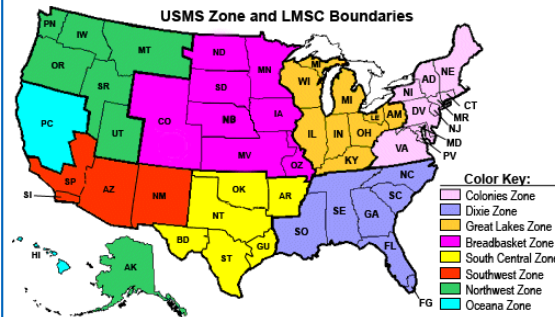 USMS Zone and LMSC Boundaries
PN
IW
MT
OR
SR
PC
UT
ND
MN
SD
NB
IA
CO
MV
OZ
WI
MI
MI
IL
IN
OH
LE
AM
KY
NI
AD
NE
DV
VA
CT
MR
NJ
MD
PV
SI
SP
AZ
NM
OK
AR
NT
BD
ST
GU
SO
SE
GA
SC
NC
FL
FG
HI
AK
Color Key:
Colonies Zone
Dixie Zone
Great Lakes Zone
Breadbasket Zone
South Central Zone
Southwest Zone
Northwest Zone
Oceana Zone